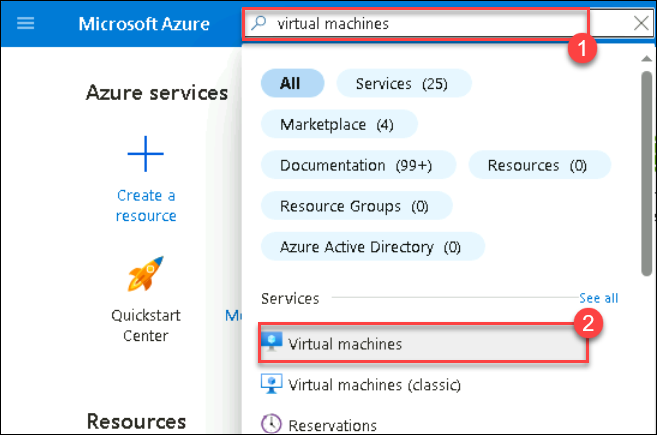 Microsoft Azure
virtual machines
1
Azure services
Create a
resource
Quickstart
Center
Resources
All
Services (25)
Marketplace (4)
Documentation (99+)
Resources (0)
Resource Groups (0)
Azure Active Directory (0)
Services
See all
2
Virtual machines
Virtual machines (classic)
Reservations